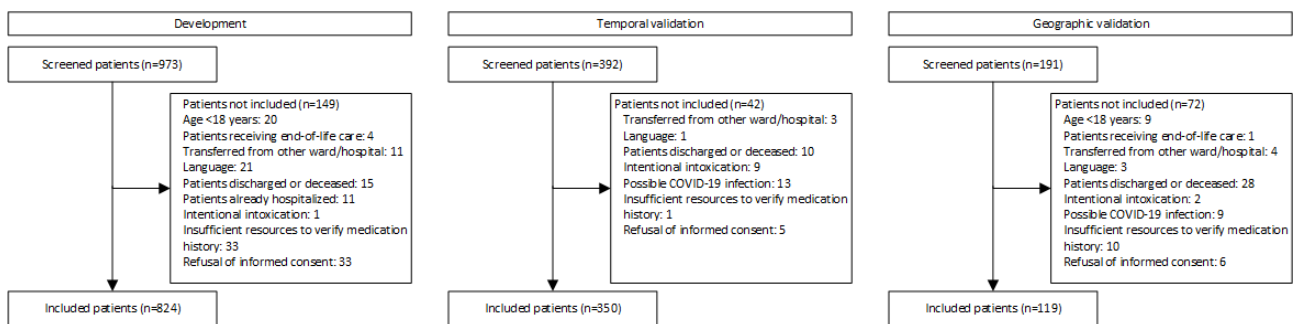 Development
Screened patients (n=973)
Patients not included (n=149)
Age <18 years: 20
Patients receiving end-of-life care: 4
Transferred from other ward/hospital: 11
Language: 21
Patients discharged or deceased: 15
Patients already hospitalized: 11
Intentional intoxication: 1
Insufficient resources to verify medication
history: 33
Refusal of informed consent: 33
Included patients (n=824)
Temporal validation
Screened patients (n=392)
Patients not included (n=42)
Transferred from other ward/hospital: 3
Language: 1
Patients discharged or deceased: 10
Intentional intoxication: 9
Possible COVID-19 infection: 13
Insufficient resources to verify medication
history: 1
Refusal of informed consent: 5
Included patients (n=350)
Geographic validation
Screened patients (n=191)
Patients not included (n=72)
Age <18 years: 9
Patients receiving end-of-life care: 1
Transferred from other ward/hospital: 4
Language: 3
Patients discharged or deceased: 28
Intentional intoxication: 2
Possible COVID-19 infection: 9
Insufficient resources to verify medication
history: 10
Refusal of informed consent: 6
Included patients (n=119)